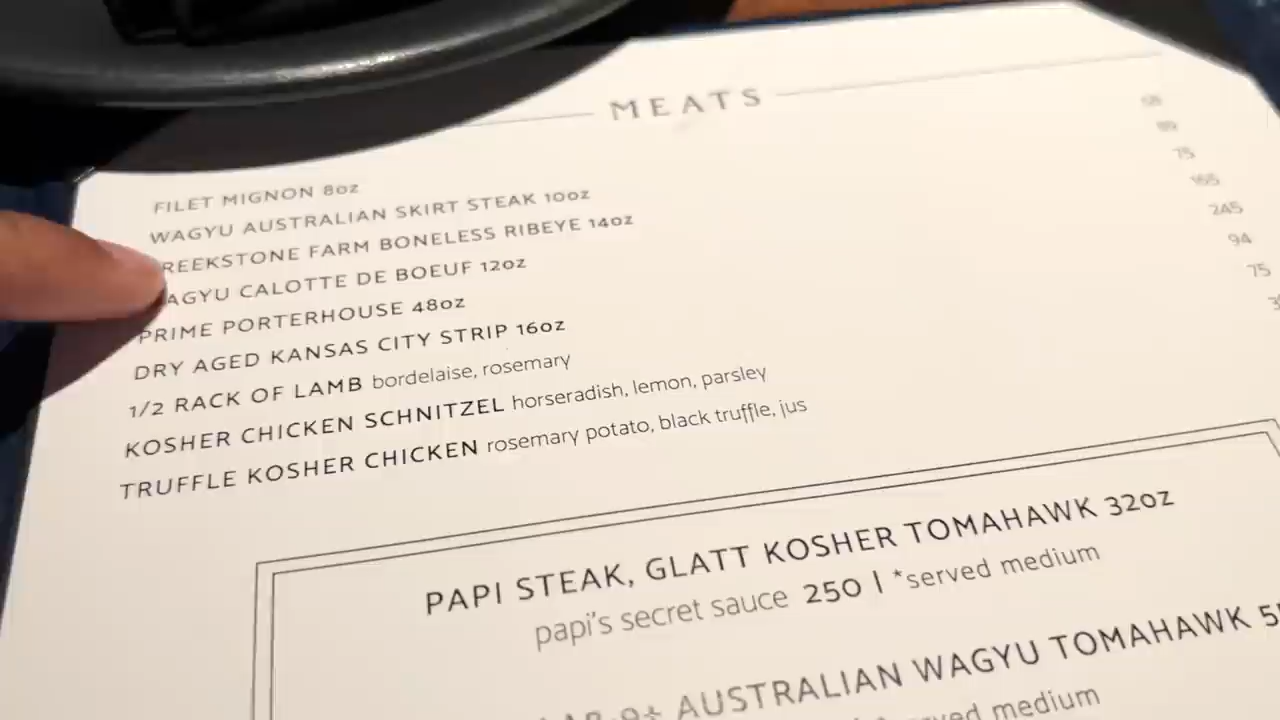 MEATS
FILET MIGNON 8oz
WAGYU AUSTRALIAN SKIRT STEAK 10oz
REEKSTONE FARM BONELESS RIBEYE 14oz 75
AGYU CALOTTE DE BOEUF 12oz 165
PRIME PORTERHOUSE 48oz 245
DRY AGED KANSAS CITY STRIP 16oz 94
1/2 RACK OF LAMB bordelaise, rosemary 75
KOSHER CHICKEN SCHNITZEL horseradish, lemon, parsley
TRUFFLE KOSHER CHICKEN rosemary potato, black truffle, jus
PAPI STEAK, GLATT KOSHER TOMAHAWK 32oz
papi's secret sauce 250 | *served medium
AUSTRALIAN WAGYU TOMAHAWK
served medium